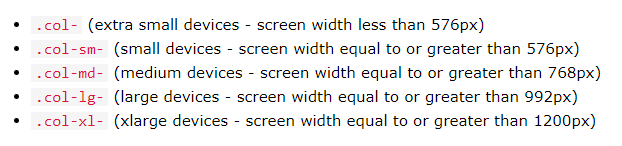 .col- (extra small devices - screen width less than 576px)
.col-sm- (small devices - screen width equal to or greater than 576px)
.col-md- (medium devices - screen width equal to or greater than 768px)
.col-lg- (large devices - screen width equal to or greater than 992px)
.col-xl- (xlarge devices - screen width equal to or greater than 1200px)